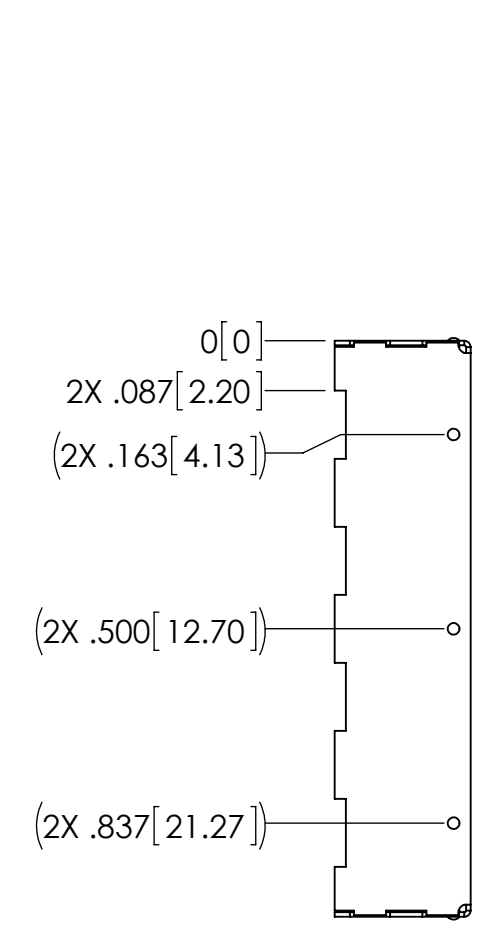 0[0]
2X .087[2.20]
(2X .163[4.13])
(2X .500[12.70])
(2X .837[21.27])